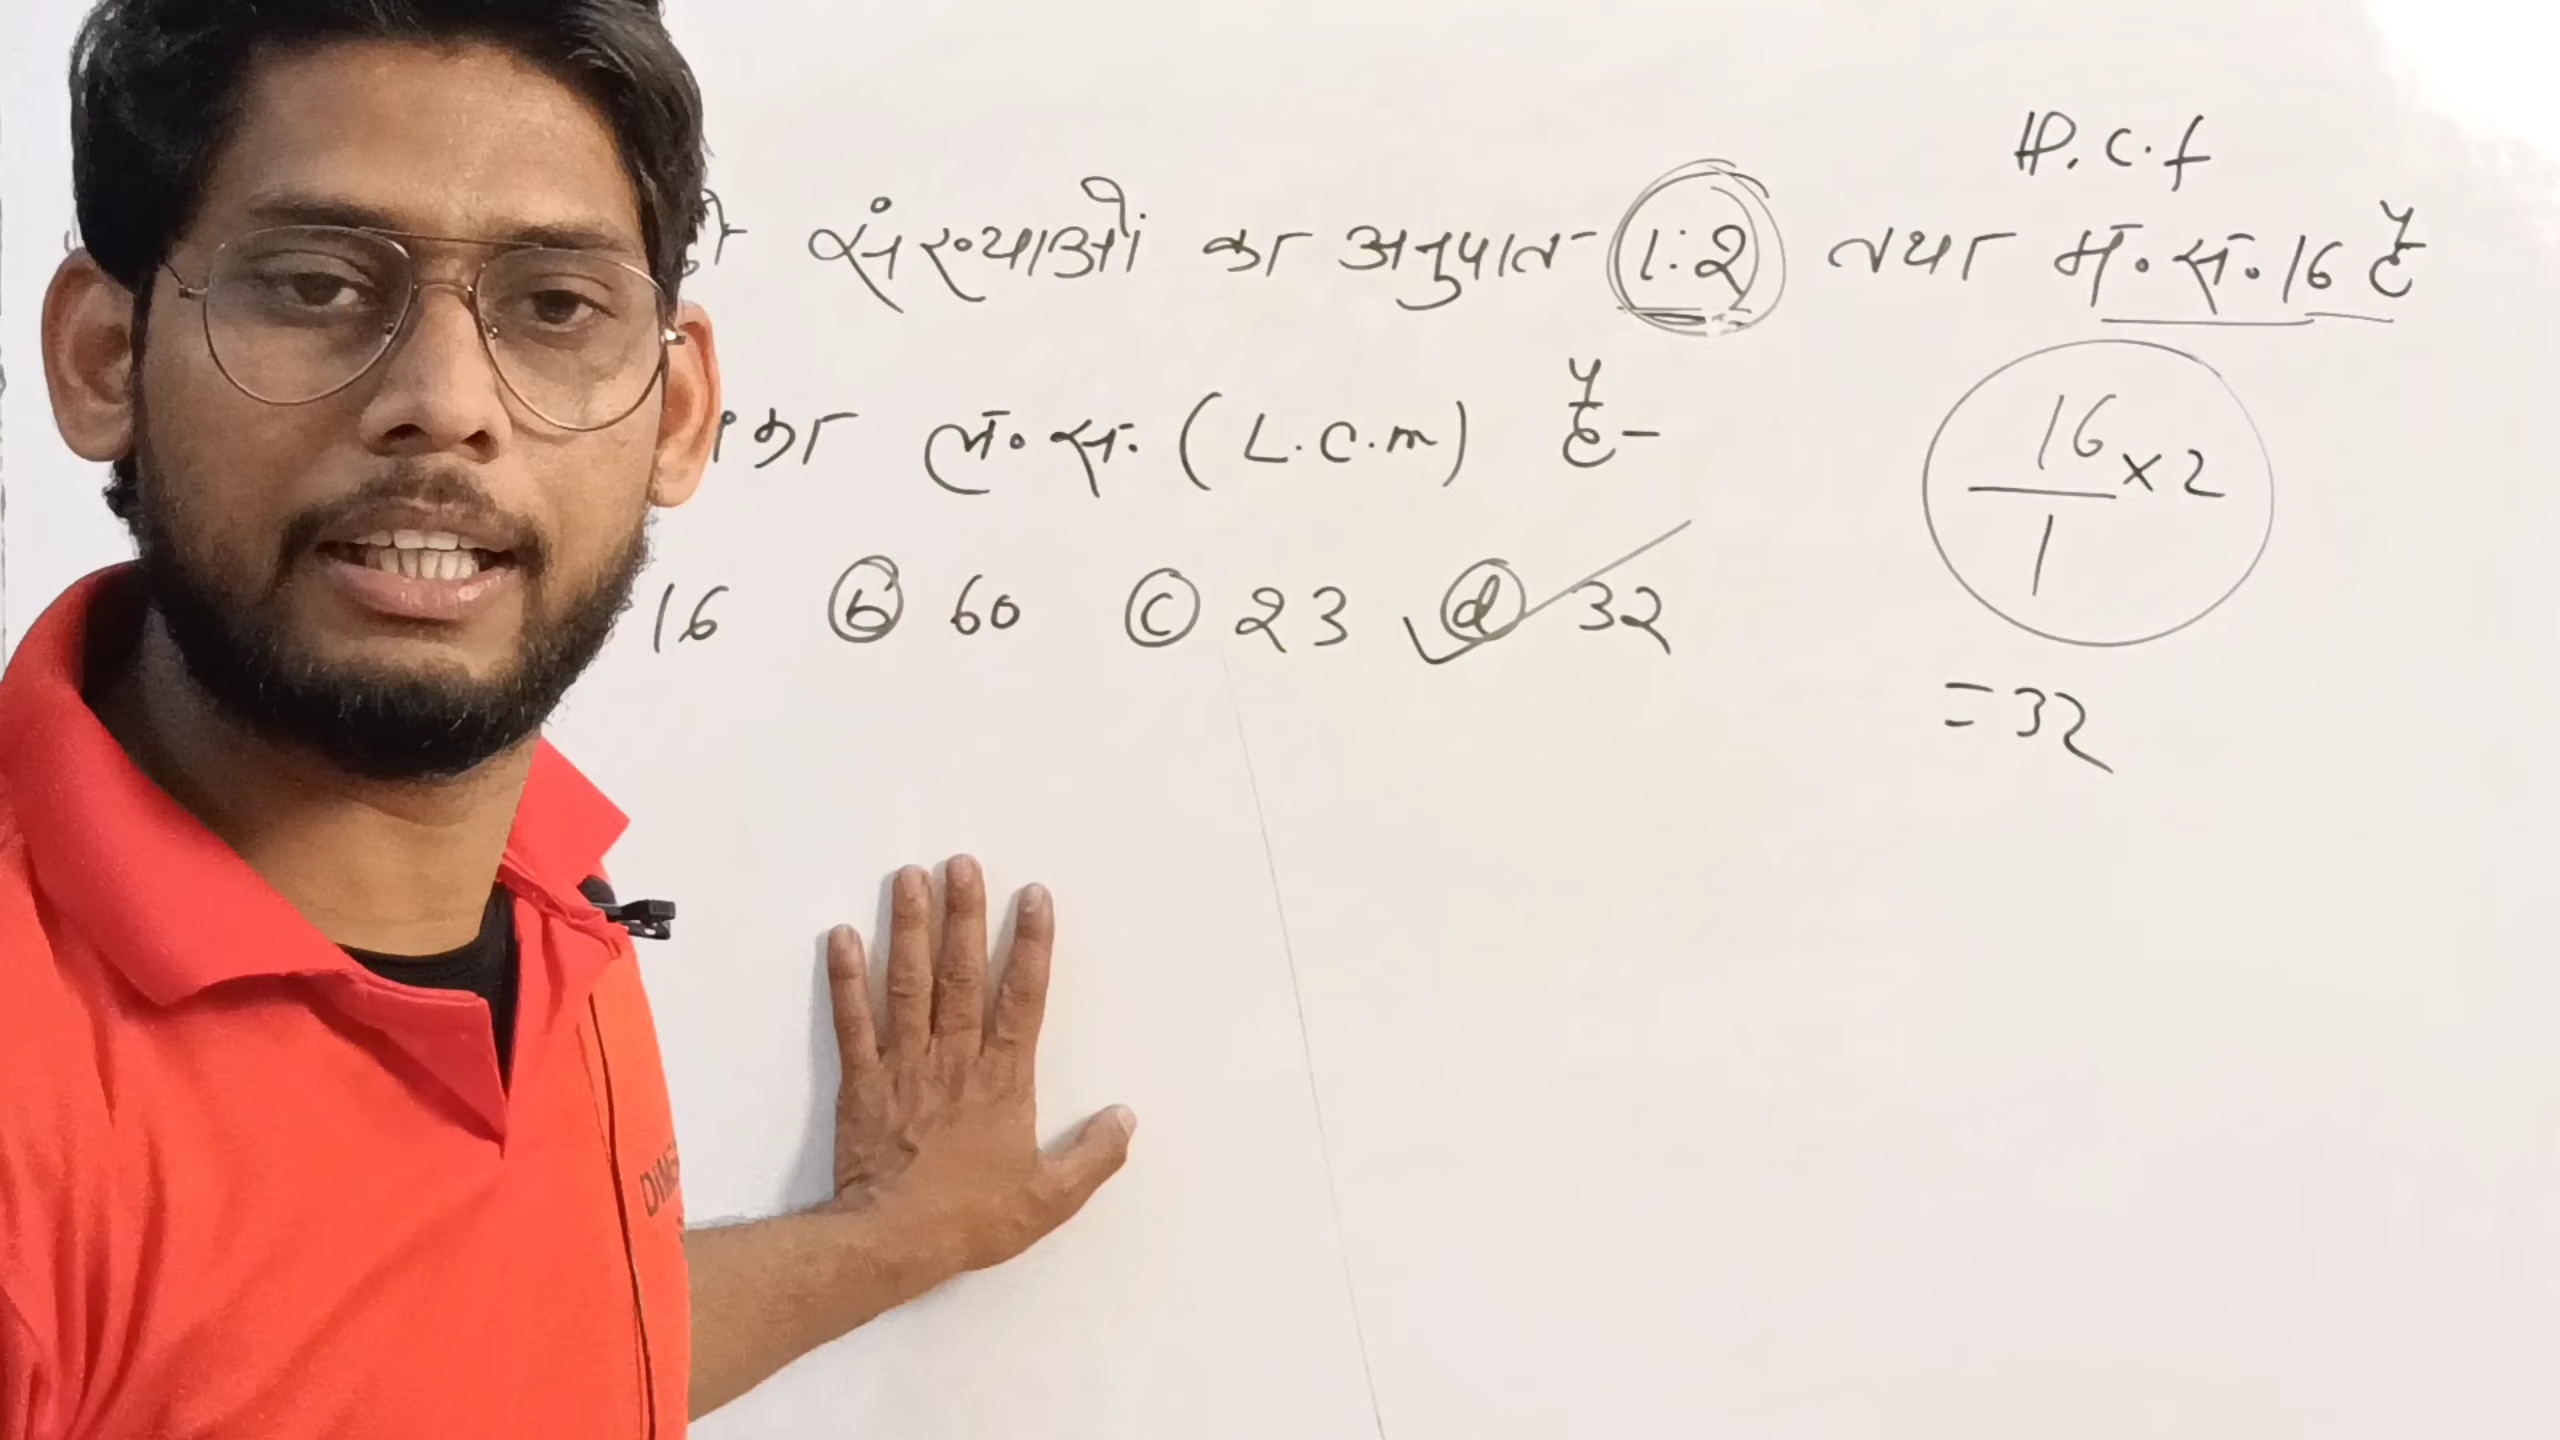 H.C.f
संख्याओं का अनुपात 1:2 तथा म॰ स॰ 16 है
का ल॰ स॰ (L.C.M) है-
16 (b) 60 (c) 23 (d) 32
16/1 × 2
= 32